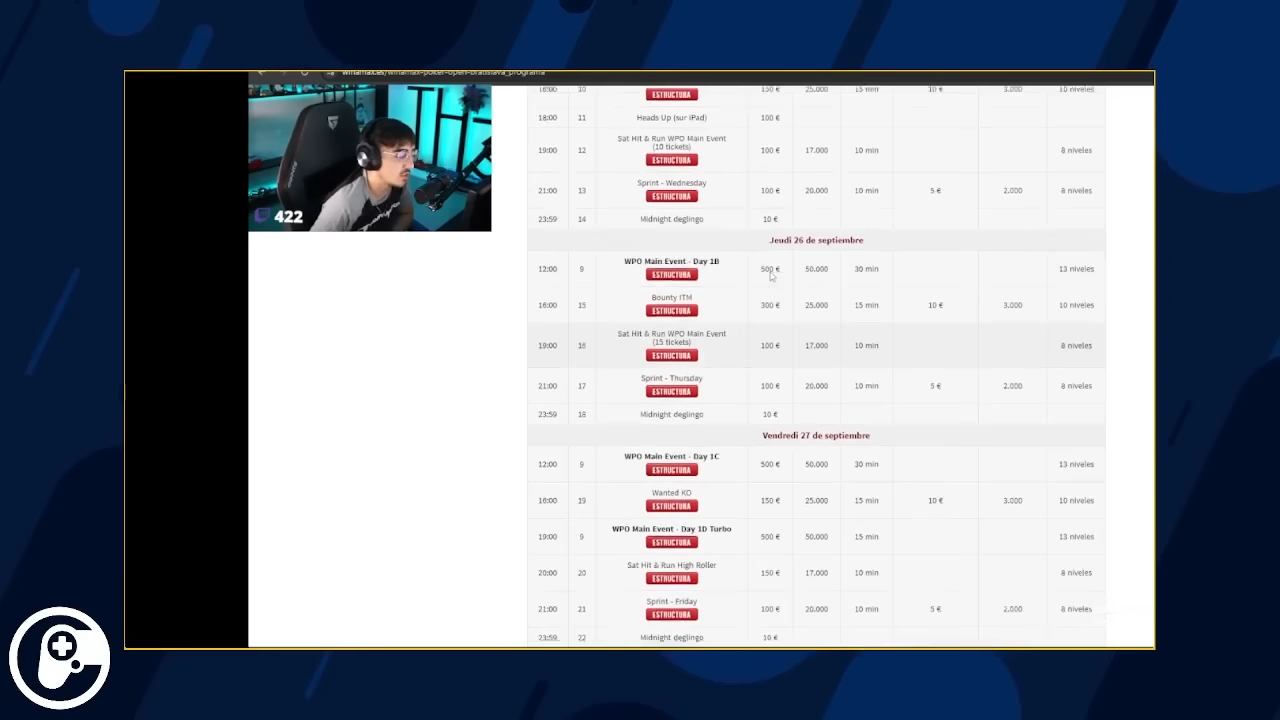 winamax.es/winamax-poker-open-bratislava_programa
422
16:00 10 ESTRUCTURA 150 € 25.000 15 min 10 € 3.000 10 niveles
18:00 11 Heads Up (sur iPad) 100 €
19:00 12 Sat Hit & Run WPO Main Event
(10 tickets)
ESTRUCTURA 100 € 17.000 10 min 8 niveles
21:00 13 Sprint - Wednesday
ESTRUCTURA 100 € 20.000 10 min 5 € 2.000 8 niveles
23:59 14 Midnight deglingo 10 €
Jeudi 26 de septiembre
12:00 9 WPO Main Event - Day 1B
ESTRUCTURA 500 € 50.000 30 min 13 niveles
16:00 15 Bounty ITM
ESTRUCTURA 300 € 25.000 15 min 10 € 3.000 10 niveles
19:00 16 Sat Hit & Run WPO Main Event
(15 tickets)
ESTRUCTURA 100 € 17.000 10 min 8 niveles
21:00 17 Sprint - Thursday
ESTRUCTURA 100 € 20.000 10 min 5 € 2.000 8 niveles
23:59 18 Midnight deglingo 10 €
Vendredi 27 de septiembre
12:00 9 WPO Main Event - Day 1C
ESTRUCTURA 500 € 50.000 30 min 13 niveles
16:00 19 Wanted KO
ESTRUCTURA 150 € 25.000 15 min 10 € 3.000 10 niveles
19:00 9 WPO Main Event - Day 1D Turbo
ESTRUCTURA 500 € 50.000 15 min 13 niveles
20:00 20 Sat Hit & Run High Roller
ESTRUCTURA 150 € 17.000 10 min 8 niveles
21:00 21 Sprint - Friday
ESTRUCTURA 100 € 20.000 10 min 5 € 2.000 8 niveles
23:59 22 Midnight deglingo 10 €